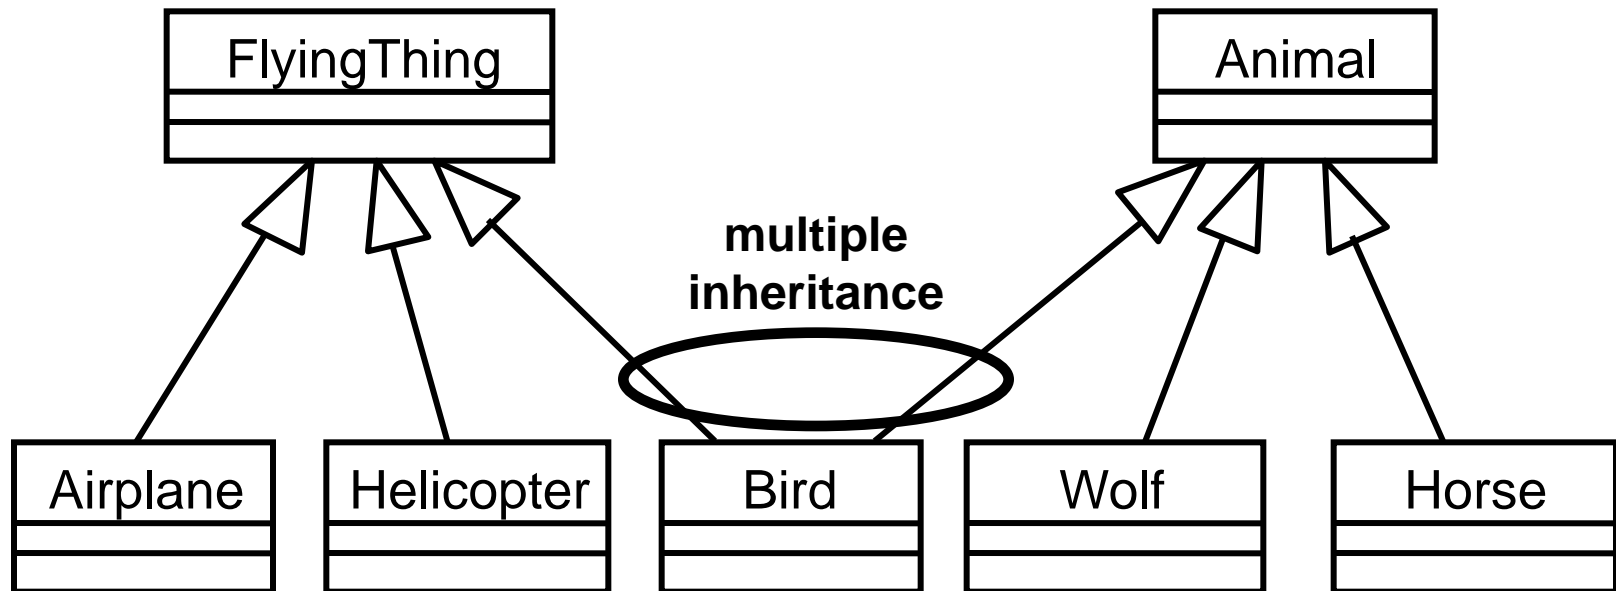 FlyingThing
Animal
multiple
inheritance
Airplane
Helicopter
Bird
Wolf
Horse